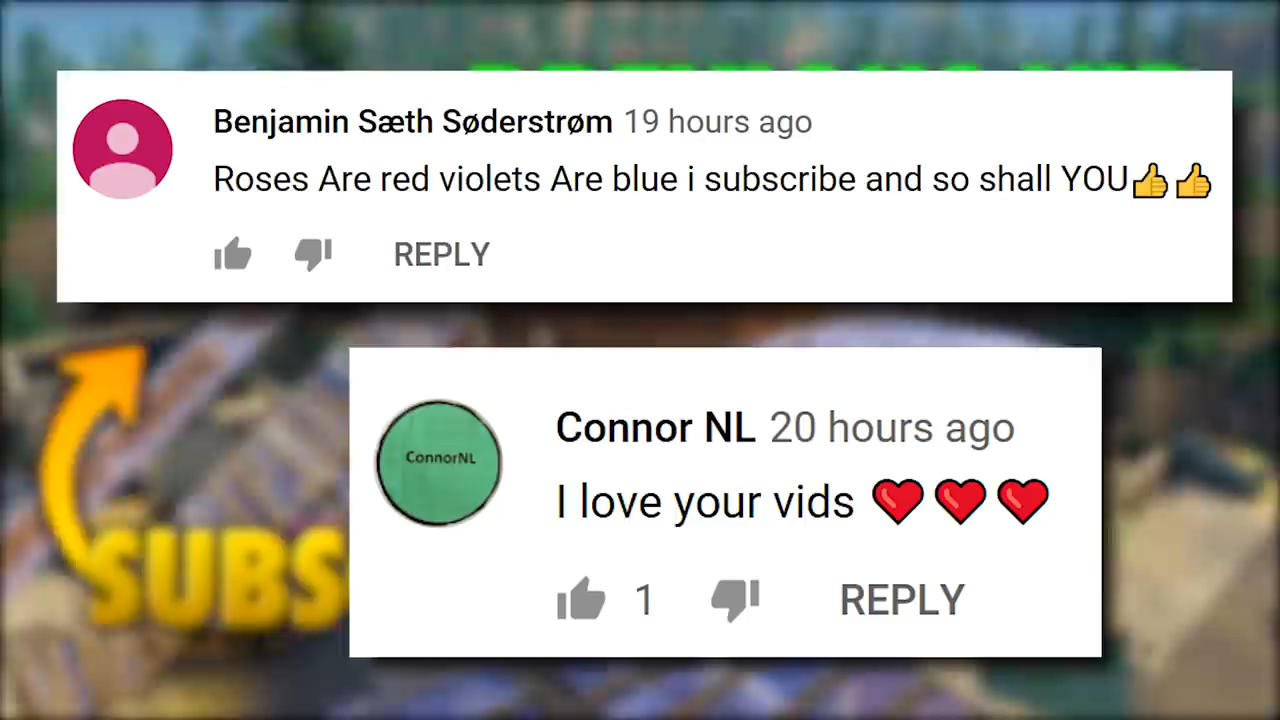 Benjamin Sæth Søderstrøm 19 hours ago
Roses Are red violets Are blue i subscribe and so shall YOU👍👍
REPLY
ConnorNL
Connor NL 20 hours ago
I love your vids ❤❤❤
1 REPLY
SUBS